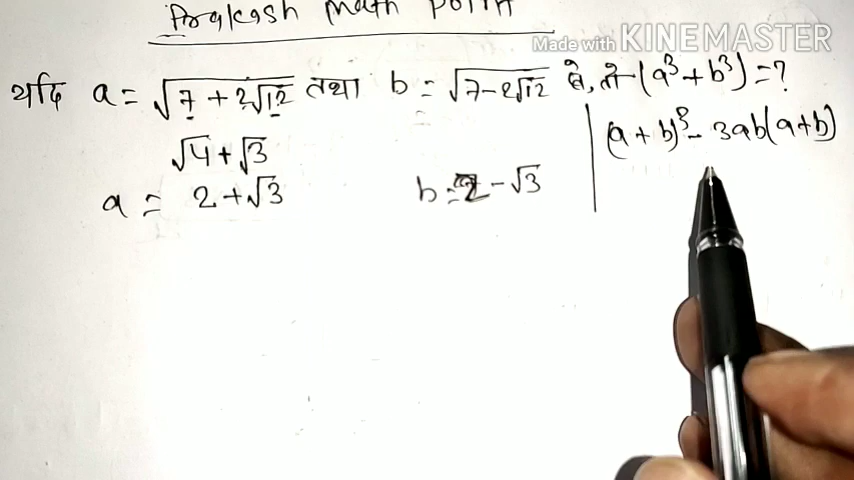 Prakash Math Point
Made with KINEMASTER
यदि a = √7 + 2√12 तथा b = √7 - 2√12 हो, तो - (a³ + b³) = ?
√4 + √3
(a + b)³ - 3ab(a + b)
a = 2 + √3
b = 2 - √3